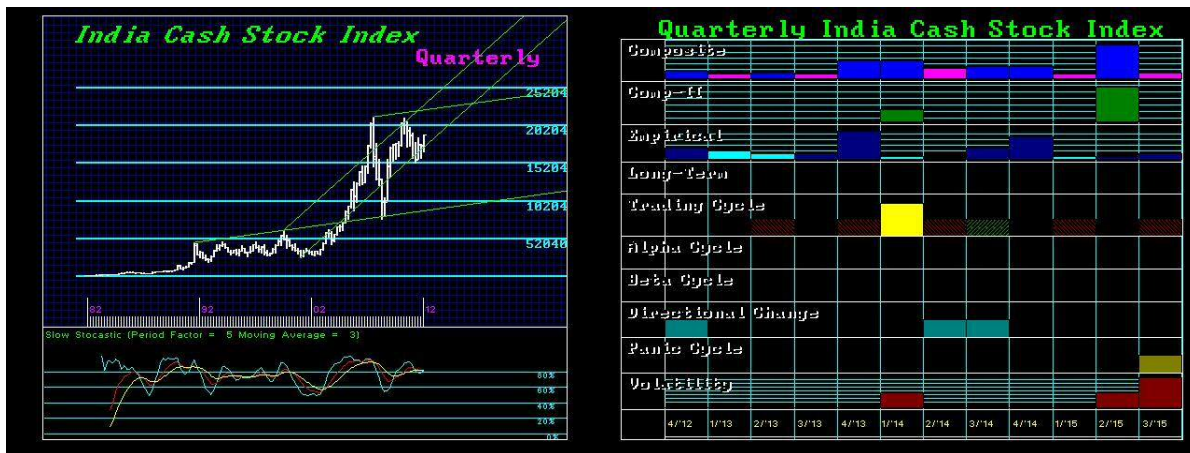 India Cash Stock Index
Quarterly
25204
20204
15204
10204
52040
82 92 02 12
Slow Stocastic (Period Factor = 5 Moving Average = 3)
80%
60%
40%
20%
0%
Quarterly India Cash Stock Index
Composite
Comp-II
Empirical
Long-Term
Trading Cycle
Alpha Cycle
Beta Cycle
Directional Change
Panic Cycle
Volatility
4/'12 1/'13 2/'13 3/'13 4/'13 1/'14 2/'14 3/'14 4/'14 1/'15 2/'15 3/'15